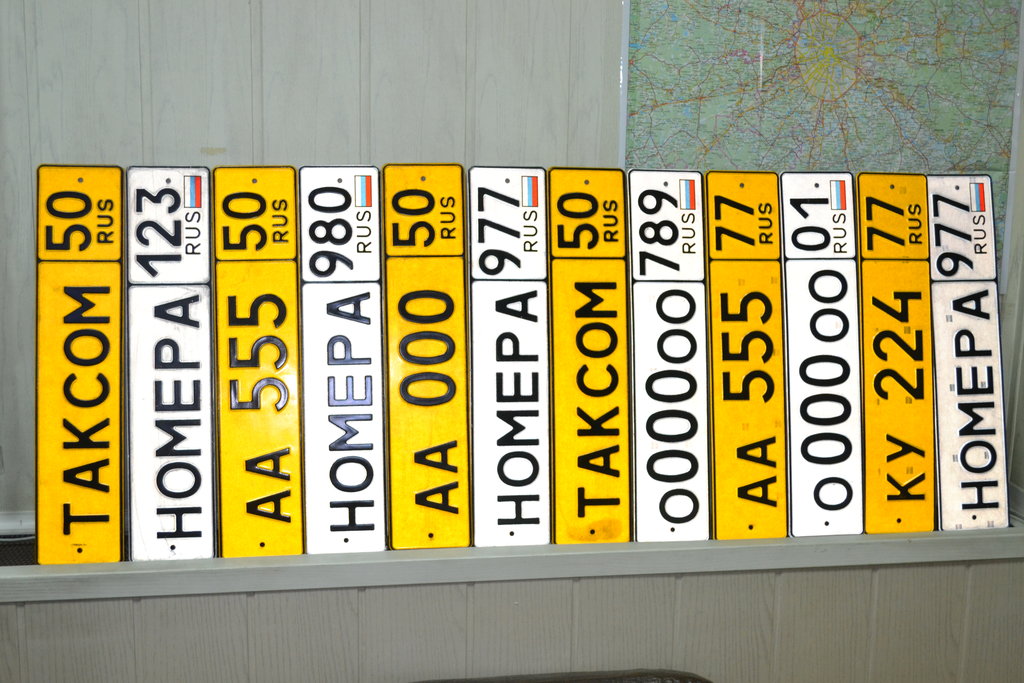 ТАКСОМ 50 RUS
НОМЕРА 123 RUS
АА 555 50 RUS
НОМЕРА 980 RUS
АА 000 50 RUS
НОМЕРА 977 RUS
ТАКСОМ 50 RUS
О000ОО 789 RUS
АА 555 77 RUS
О000ОО 01 RUS
КУ 224 77 RUS
НОМЕРА 977 RUS